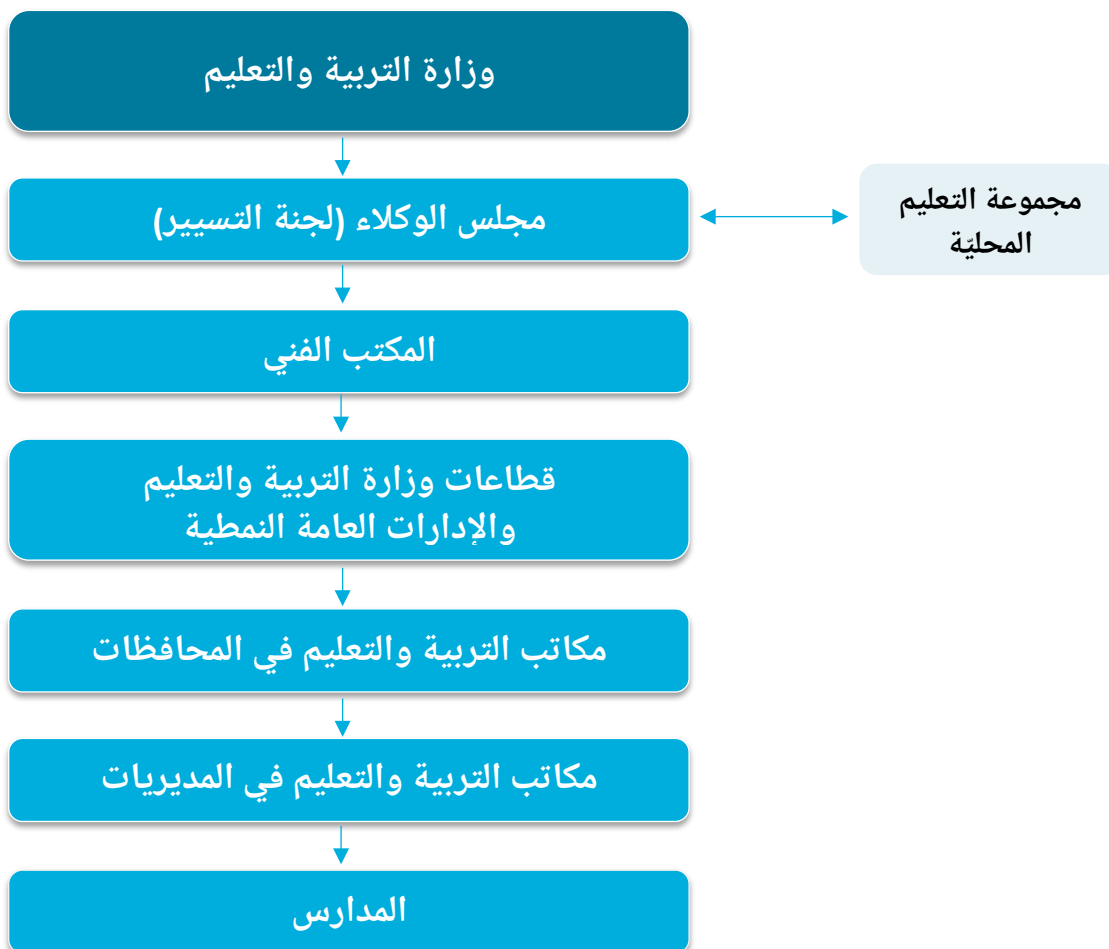 وزارة التربية والتعليم
مجلس الوكلاء (لجنة التسيير)
مجموعة التعليم
المحليّة
المكتب الفني
قطاعات وزارة التربية والتعليم
والإدارات العامة النمطية
مكاتب التربية والتعليم في المحافظات
مكاتب التربية والتعليم في المديريات
المدارس